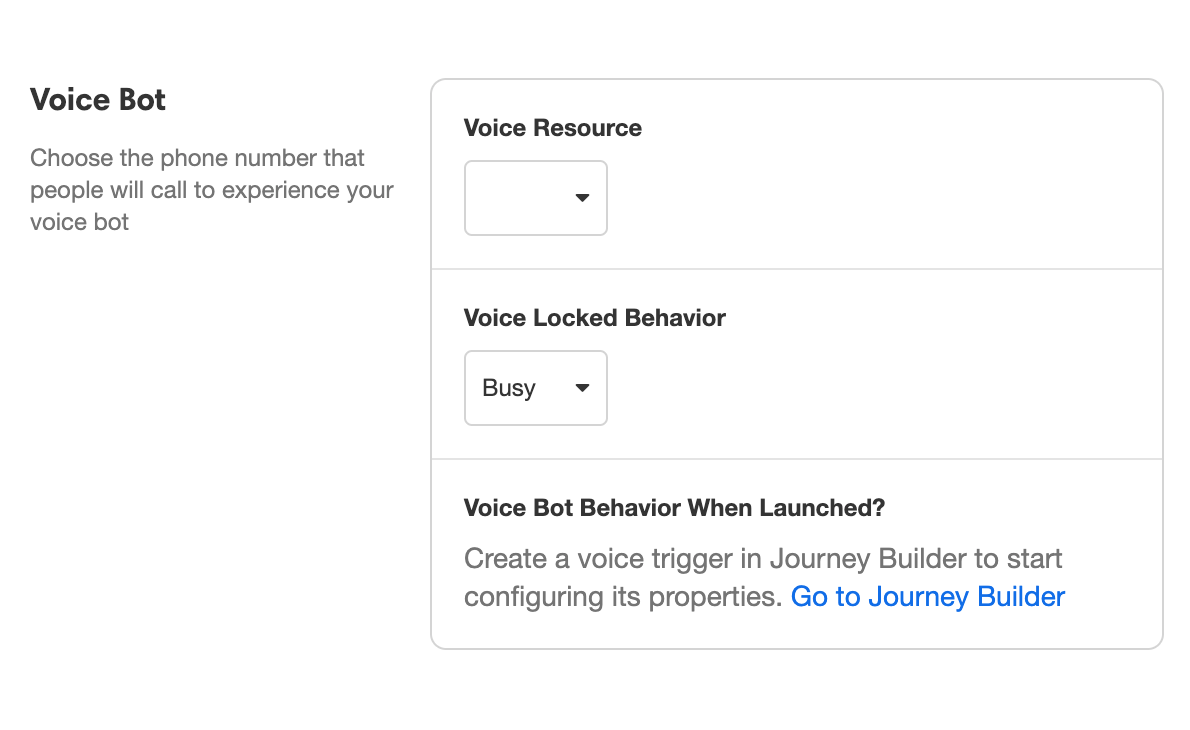 Voice Bot
Choose the phone number that
people will call to experience your
voice bot
Voice Resource
Voice Locked Behavior
Busy
Voice Bot Behavior When Launched?
Create a voice trigger in Journey Builder to start
configuring its properties. Go to Journey Builder